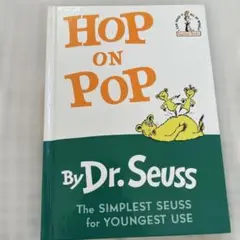 HOP
ON
POP
By Dr. Seuss
The SIMPLEST SEUSS
for YOUNGEST USE